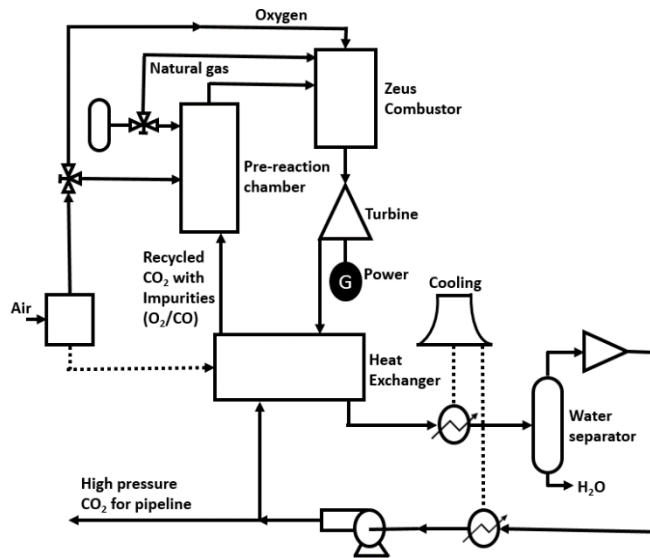 Oxygen
Natural gas
Zeus
Combustor
Pre-reaction
chamber
Turbine
Recycled
CO₂ with
Impurities
(O₂/CO)
G
Power
Cooling
Air
Heat
Exchanger
Water
separator
High pressure
CO₂ for pipeline
H₂O